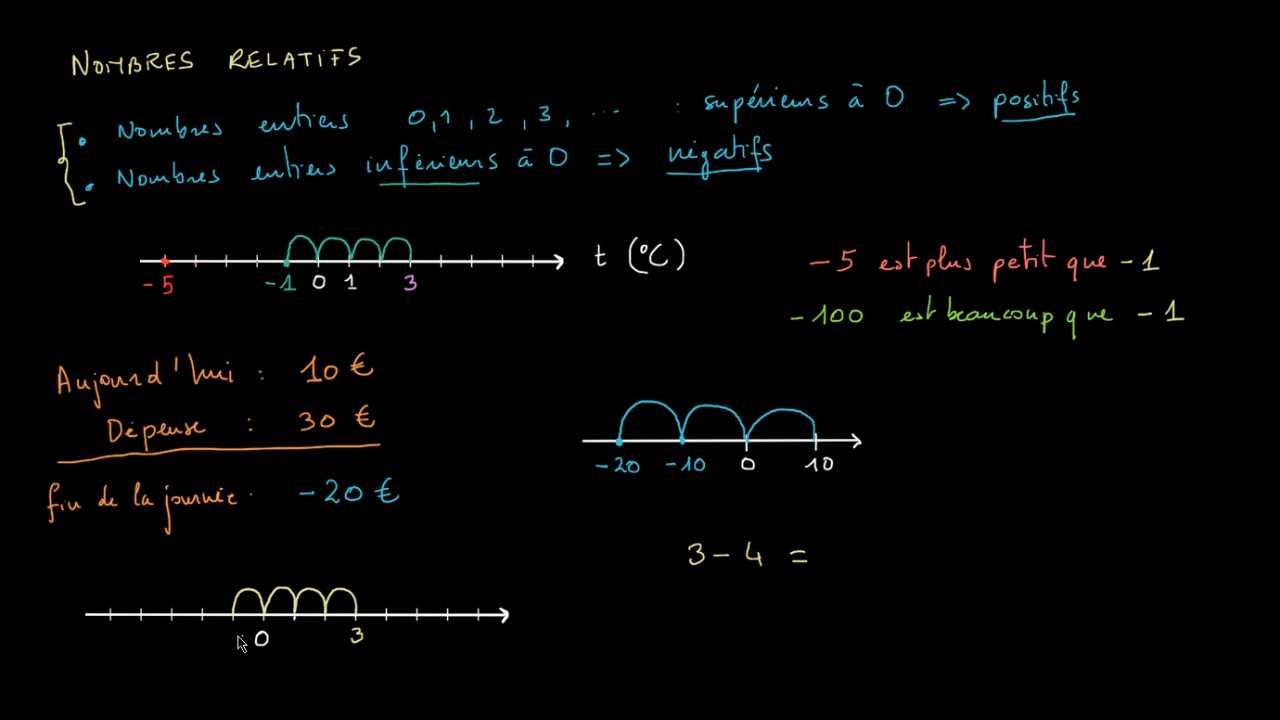 NOMBRES RELATIFS
• Nombres entiers 0, 1, 2, 3, ... : supérieurs à 0 => positifs
• Nombres entiers inférieurs à 0 => négatifs
-5 -1 0 1 3 t (°C)
-5 est plus petit que -1
-100 est beaucoup que -1
Aujourd'hui : 10 €
Dépense : 30 €
fin de la journée. -20 €
-20 -10 0 10
3 - 4 =
0 3